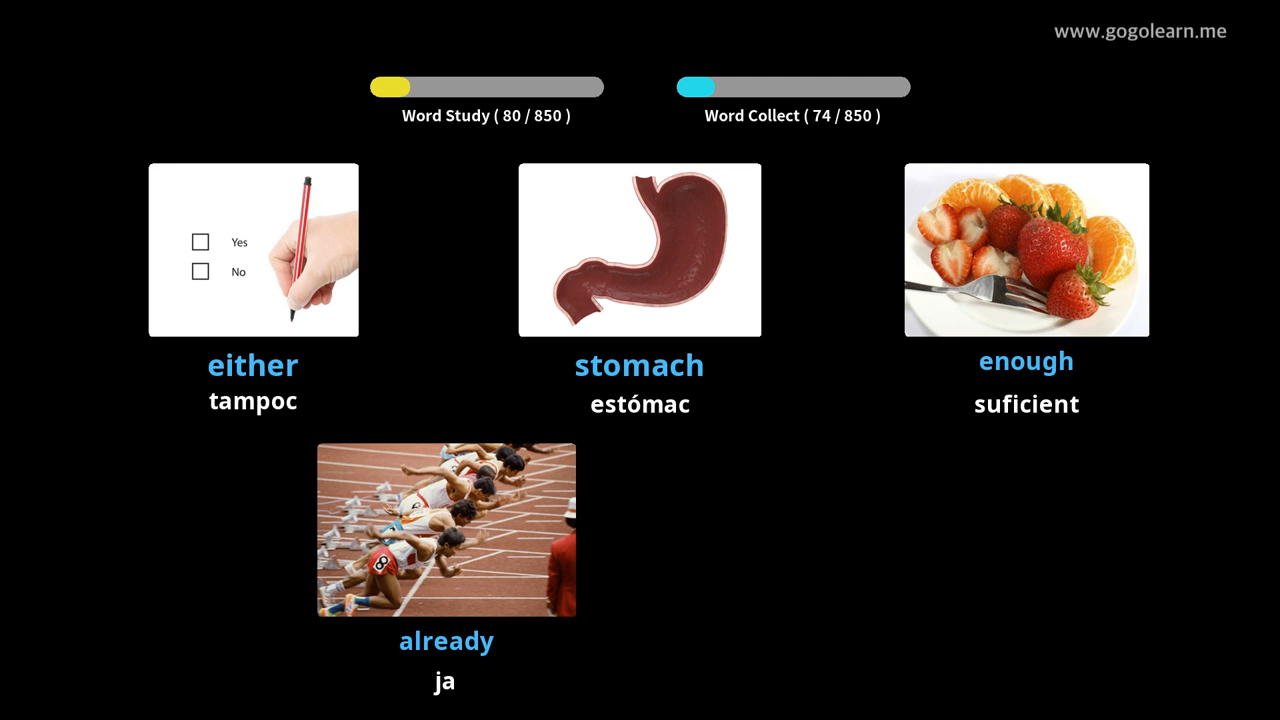 www.gogolearn.me
Word Study ( 80 / 850 )
Word Collect ( 74 / 850 )
Yes
No
either
tampoc
stomach
estómac
enough
suficient
8
already
ja